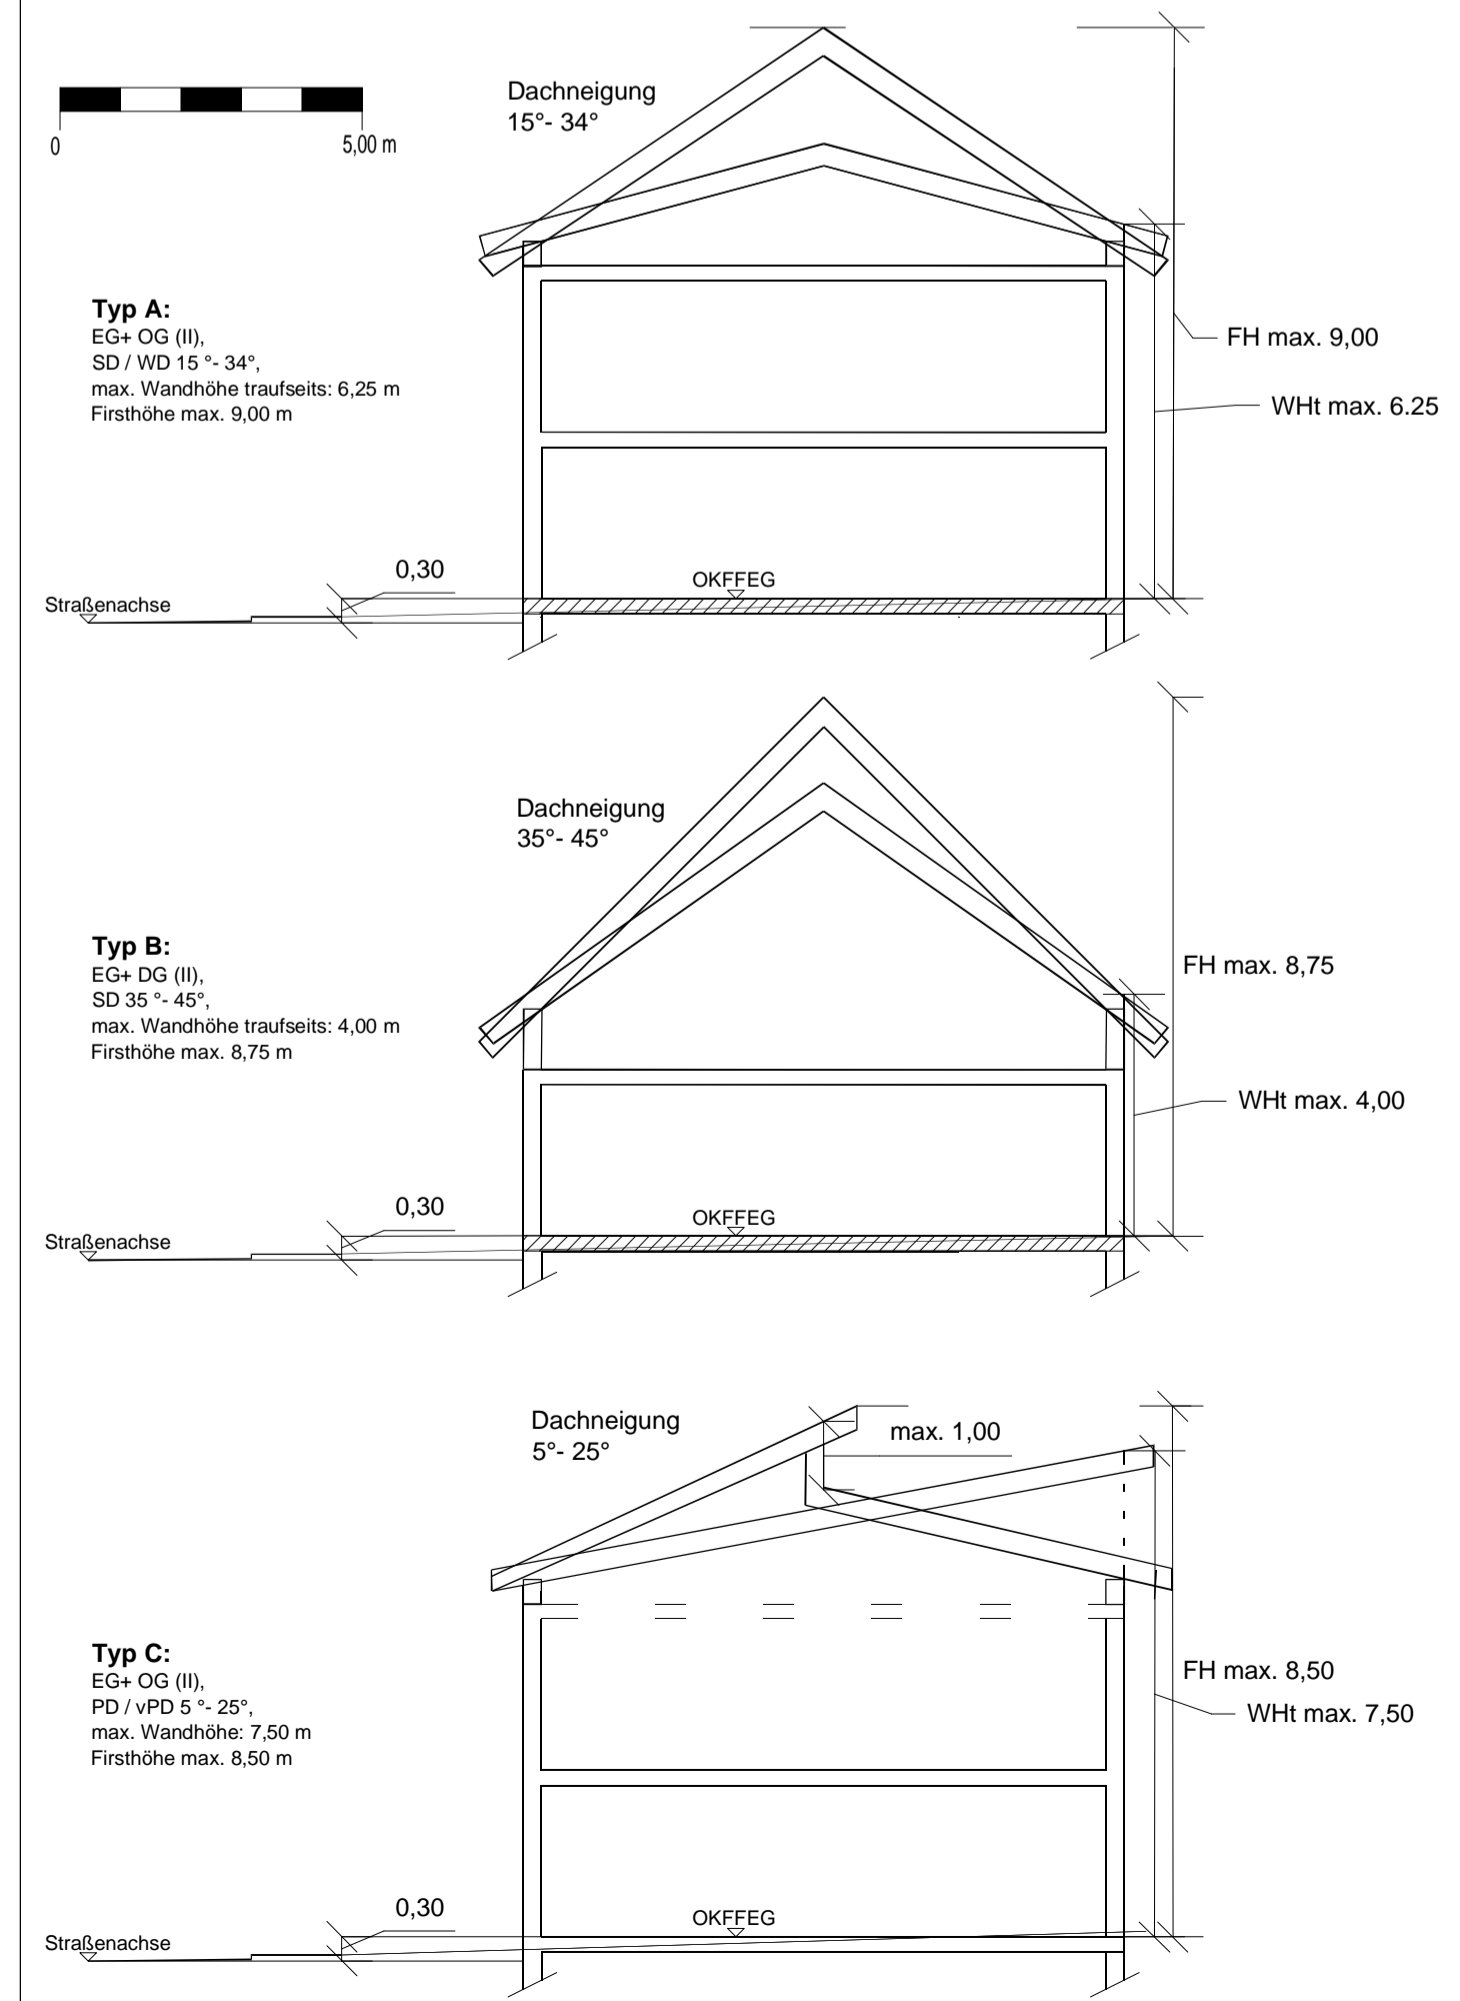 0
5,00 m
Dachneigung
15°- 34°
Typ A:
EG+ OG (II),
SD / WD 15 °- 34°,
max. Wandhöhe traufseits: 6,25 m
Firsthöhe max. 9,00 m
FH max. 9,00
WHt max. 6.25
0,30
OKFFEG
Straßenachse
Dachneigung
35°- 45°
Typ B:
EG+ DG (II),
SD 35 °- 45°,
max. Wandhöhe traufseits: 4,00 m
Firsthöhe max. 8,75 m
FH max. 8,75
WHt max. 4,00
0,30
OKFFEG
Straßenachse
Dachneigung
5°- 25°
max. 1,00
Typ C:
EG+ OG (II),
PD / vPD 5 °- 25°,
max. Wandhöhe: 7,50 m
Firsthöhe max. 8,50 m
FH max. 8,50
WHt max. 7,50
0,30
OKFFEG
Straßenachse